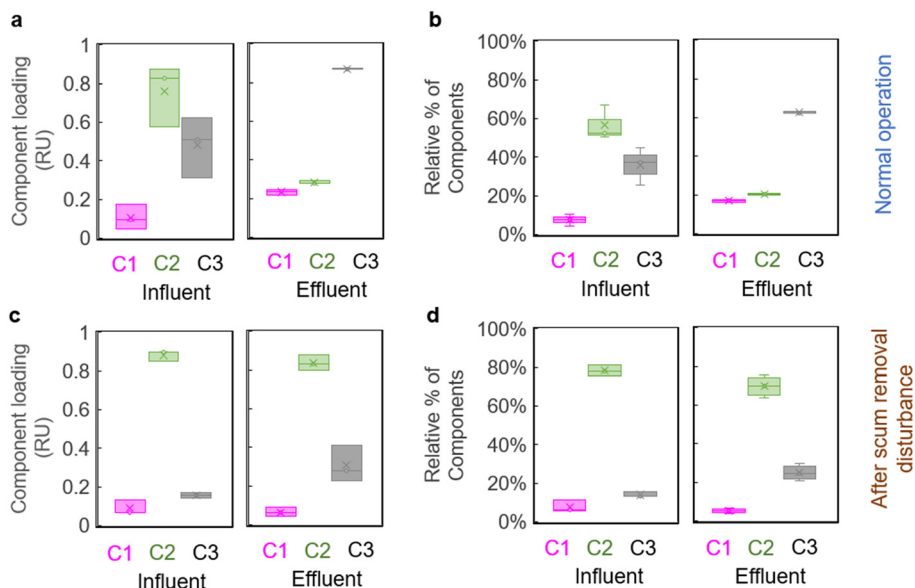 a
b
Component loading
(RU)
1
0.8
0.6
0.4
0.2
0
C1 C2 C3
Influent
C1 C2 C3
Effluent
Relative % of
Components
100%
80%
60%
40%
20%
0%
C1 C2 C3
Influent
C1 C2 C3
Effluent
Normal operation
c
d
Component loading
(RU)
1
0.8
0.6
0.4
0.2
0
C1 C2 C3
Influent
C1 C2 C3
Effluent
Relative % of
Components
100%
80%
60%
40%
20%
0%
C1 C2 C3
Influent
C1 C2 C3
Effluent
After scum removal
disturbance